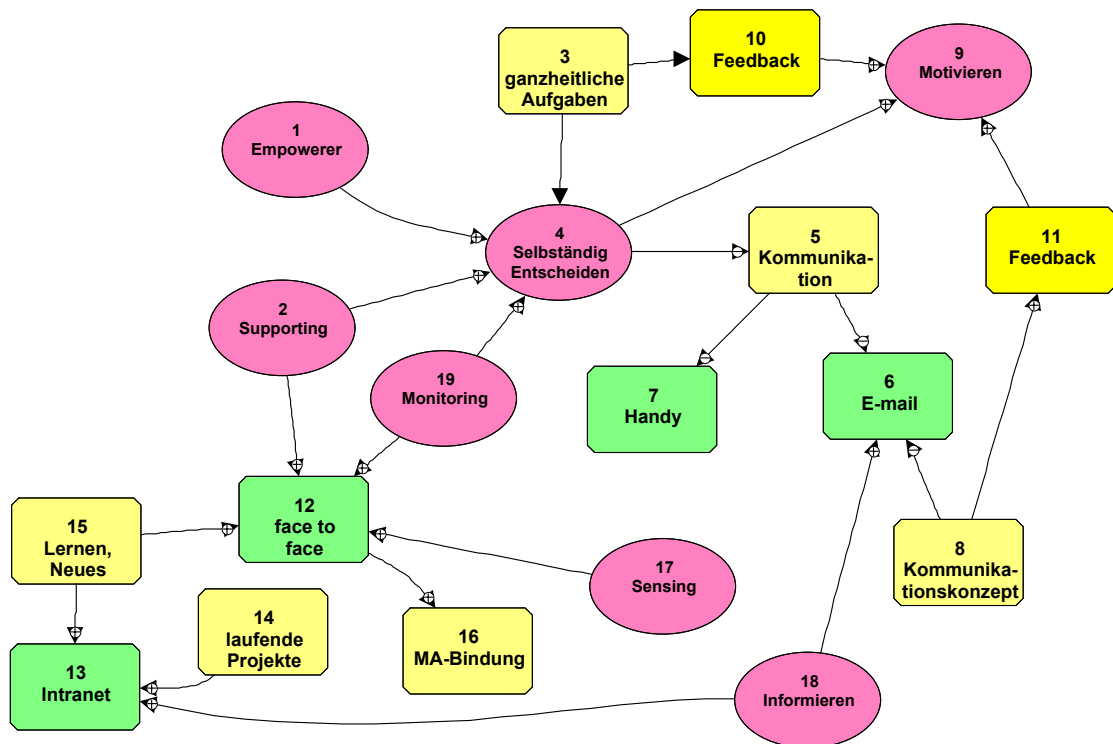 10
Feedback
9
Motivieren
3
ganzheitliche
Aufgaben
1
Empowerer
4
Selbständig
Entscheiden
5
Kommunika-
tion
11
Feedback
2
Supporting
19
Monitoring
7
Handy
6
E-mail
12
face to
face
15
Lernen,
Neues
17
Sensing
8
Kommunika-
tionskonzept
14
laufende
Projekte
16
MA-Bindung
13
Intranet
18
Informieren